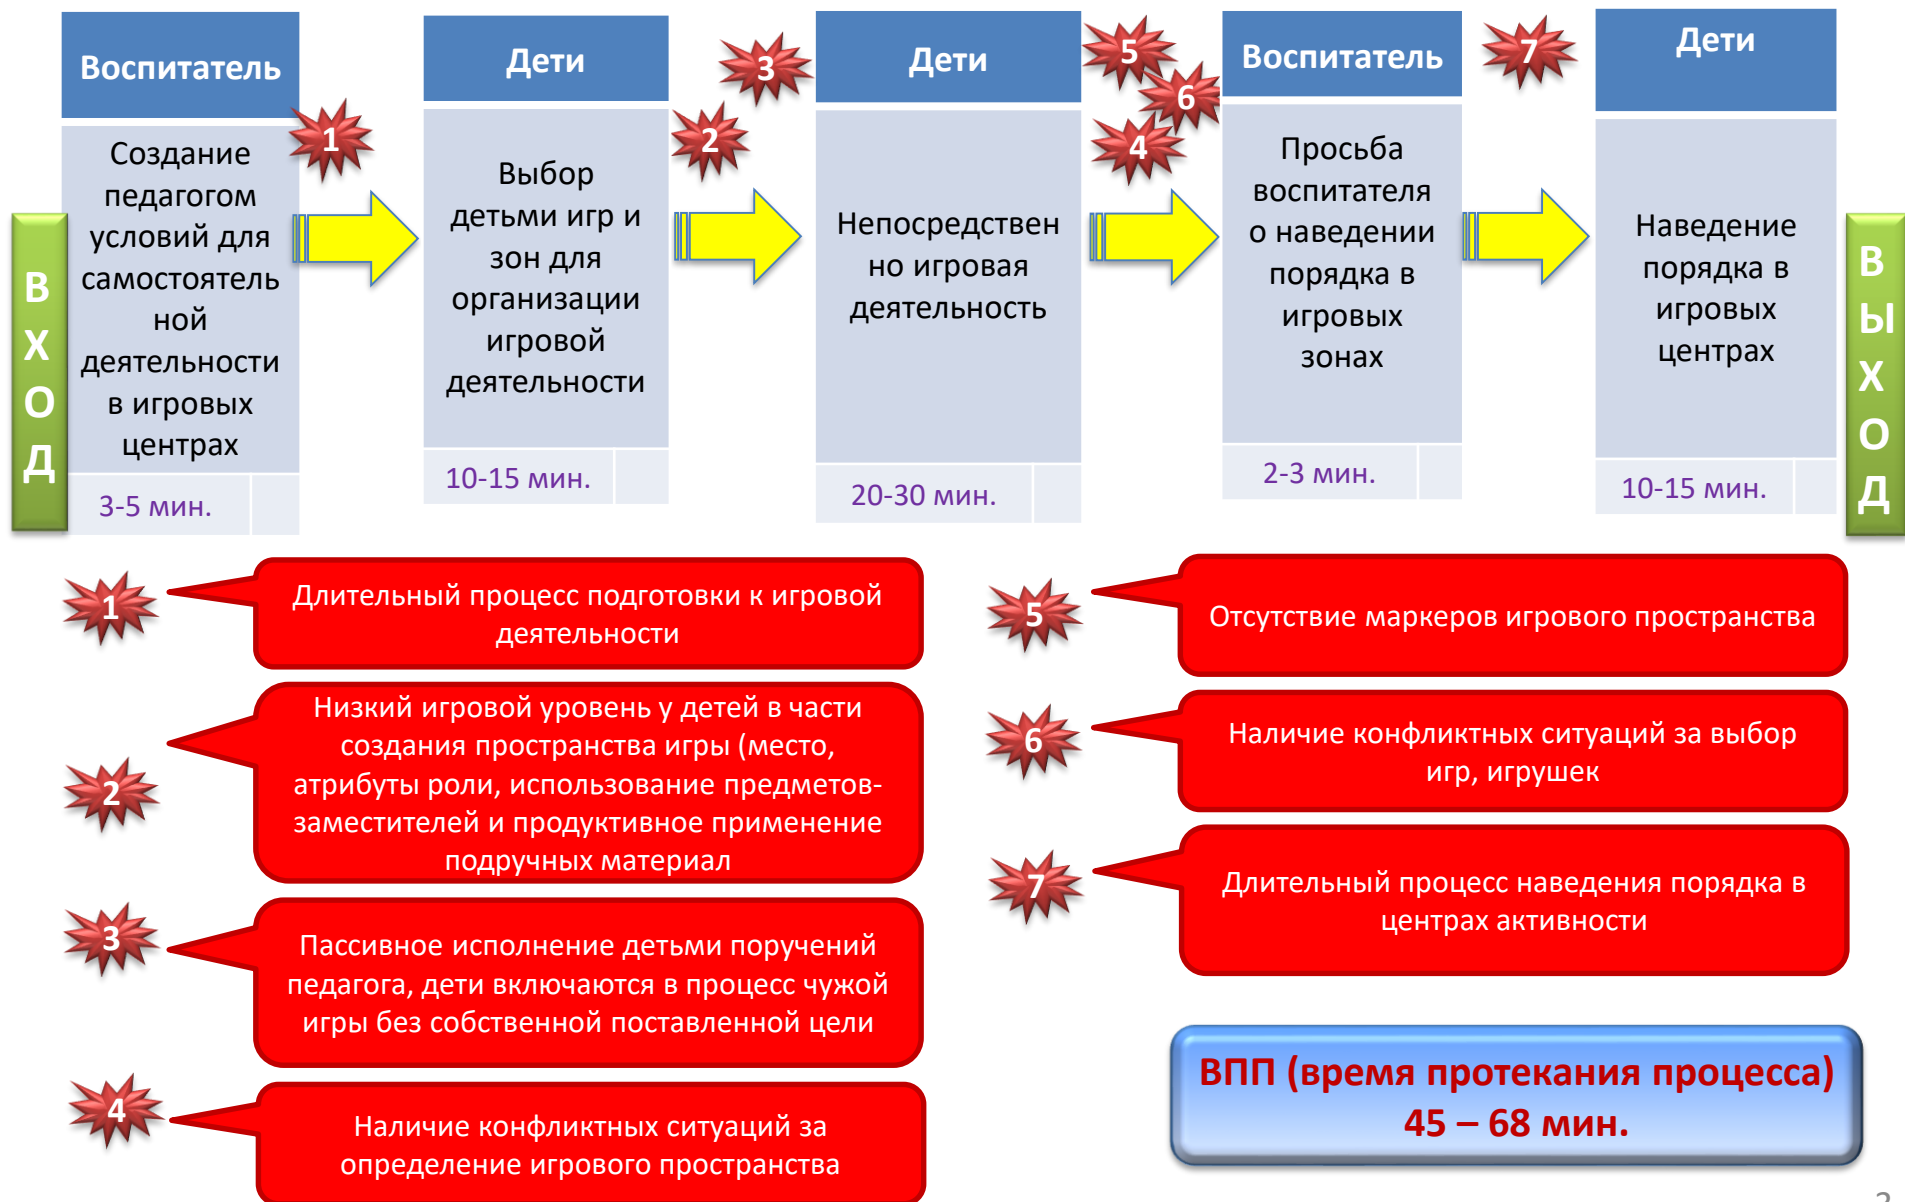 Воспитатель
Создание
педагогом
условий для
самостоятель
ной
деятельности
в игровых
центрах
3-5 мин.
ВХОД
1
Дети
Выбор
детьми игр и
зон для
организации
игровой
деятельности
10-15 мин.
2
3
Дети
Непосредствен
но игровая
деятельность
20-30 мин.
5
6
4
Воспитатель
Просьба
воспитателя
о наведении
порядка в
игровых
зонах
2-3 мин.
7
Дети
Наведение
порядка в
игровых
центрах
10-15 мин.
ВЫХОД
1
Длительный процесс подготовки к игровой
деятельности
2
Низкий игровой уровень у детей в части
создания пространства игры (место,
атрибуты роли, использование предметов-
заместителей и продуктивное применение
подручных материал
3
Пассивное исполнение детьми поручений
педагога, дети включаются в процесс чужой
игры без собственной поставленной цели
4
Наличие конфликтных ситуаций за
определение игрового пространства
5
Отсутствие маркеров игрового пространства
6
Наличие конфликтных ситуаций за выбор
игр, игрушек
7
Длительный процесс наведения порядка в
центрах активности
ВПП (время протекания процесса)
45 – 68 мин.